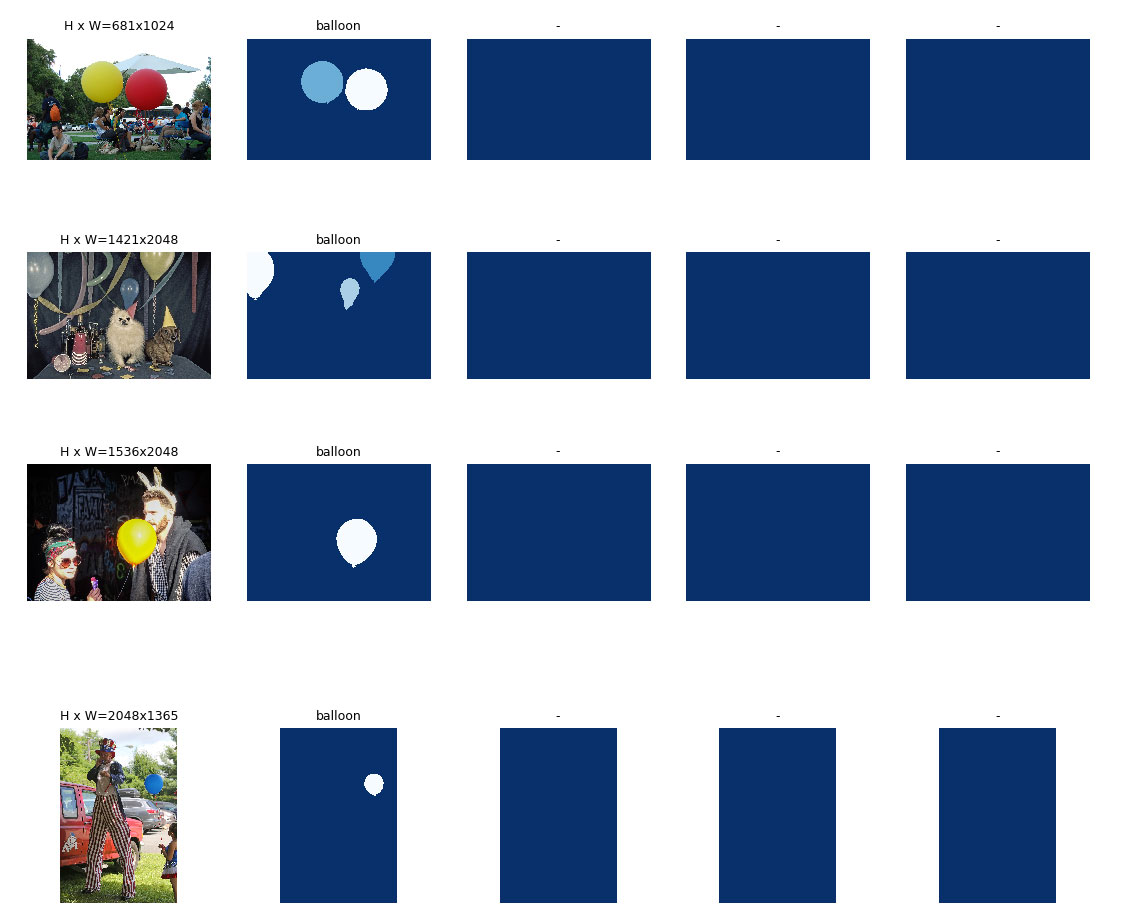 H x W=681x1024 balloon - - -
H x W=1421x2048 balloon - - -
H x W=1536x2048 balloon - - -
H x W=2048x1365 balloon - - -